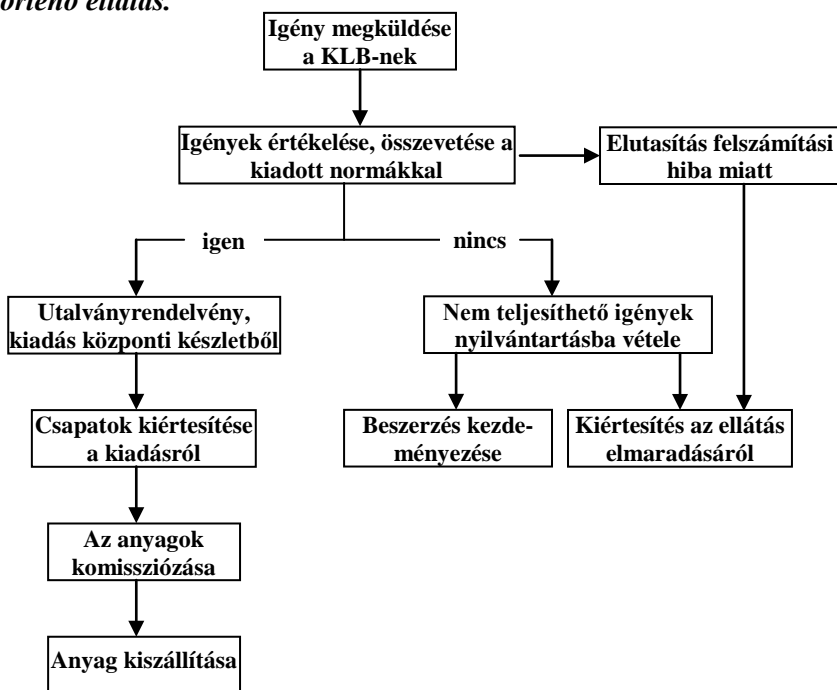 örténő ellátás.
Igény megküldése
a KLB-nek
Igények értékelése, összevetése a
kiadott normákkal
Elutasítás felszámítási
hiba miatt
igen
nincs
Utalványrendelvény,
kiadás központi készletből
Nem teljesíthető igények
nyilvántartásba vétele
Csapatok kiértesítése
a kiadásról
Beszerzés kezde-
ményezése
Kiértesítés az ellátás
elmaradásáról
Az anyagok
komissziózása
Anyag kiszállítása